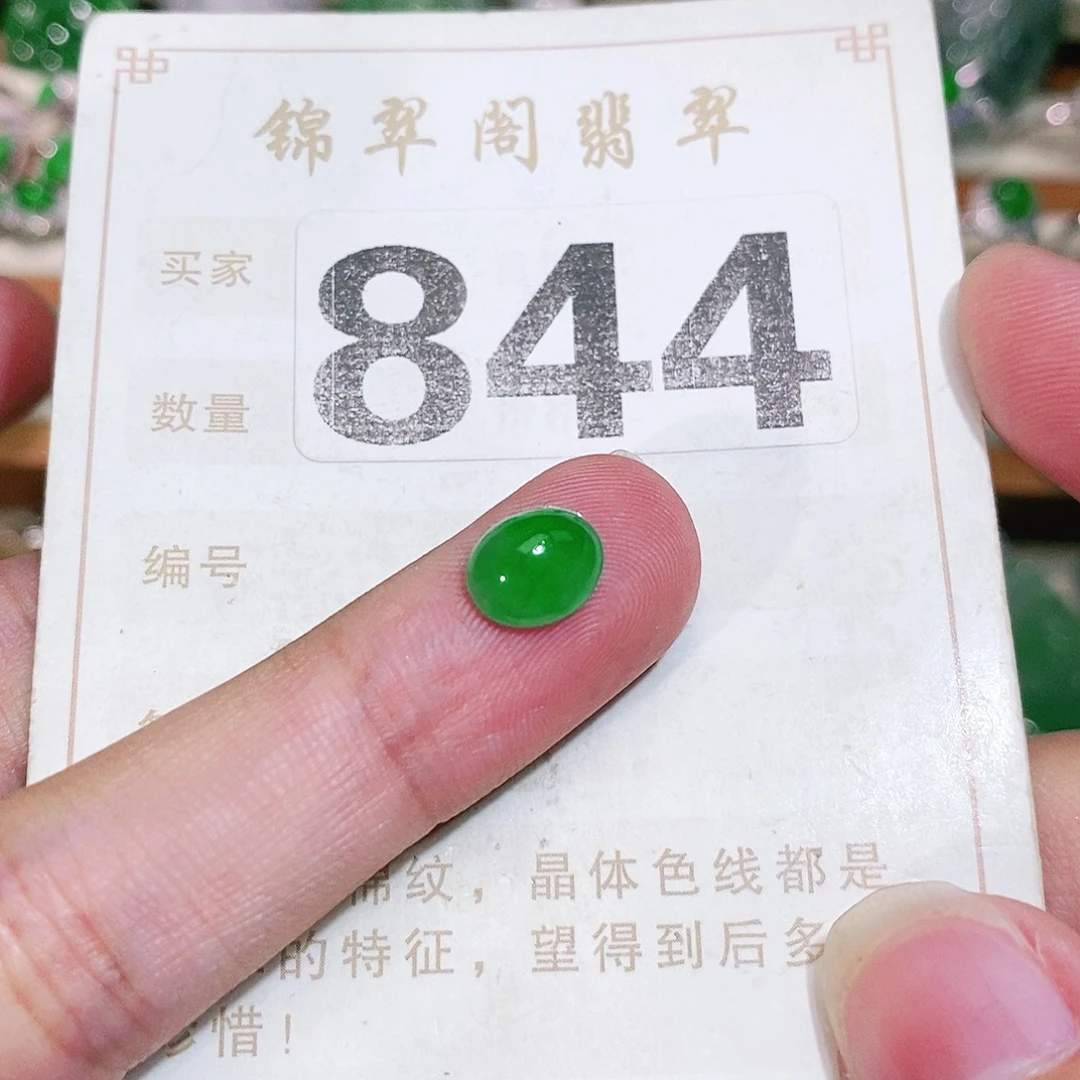 锦翠阁翡翠
买家
844
数量
编号
棉纹，晶体色线都是
的特征，望得到后多
惜！